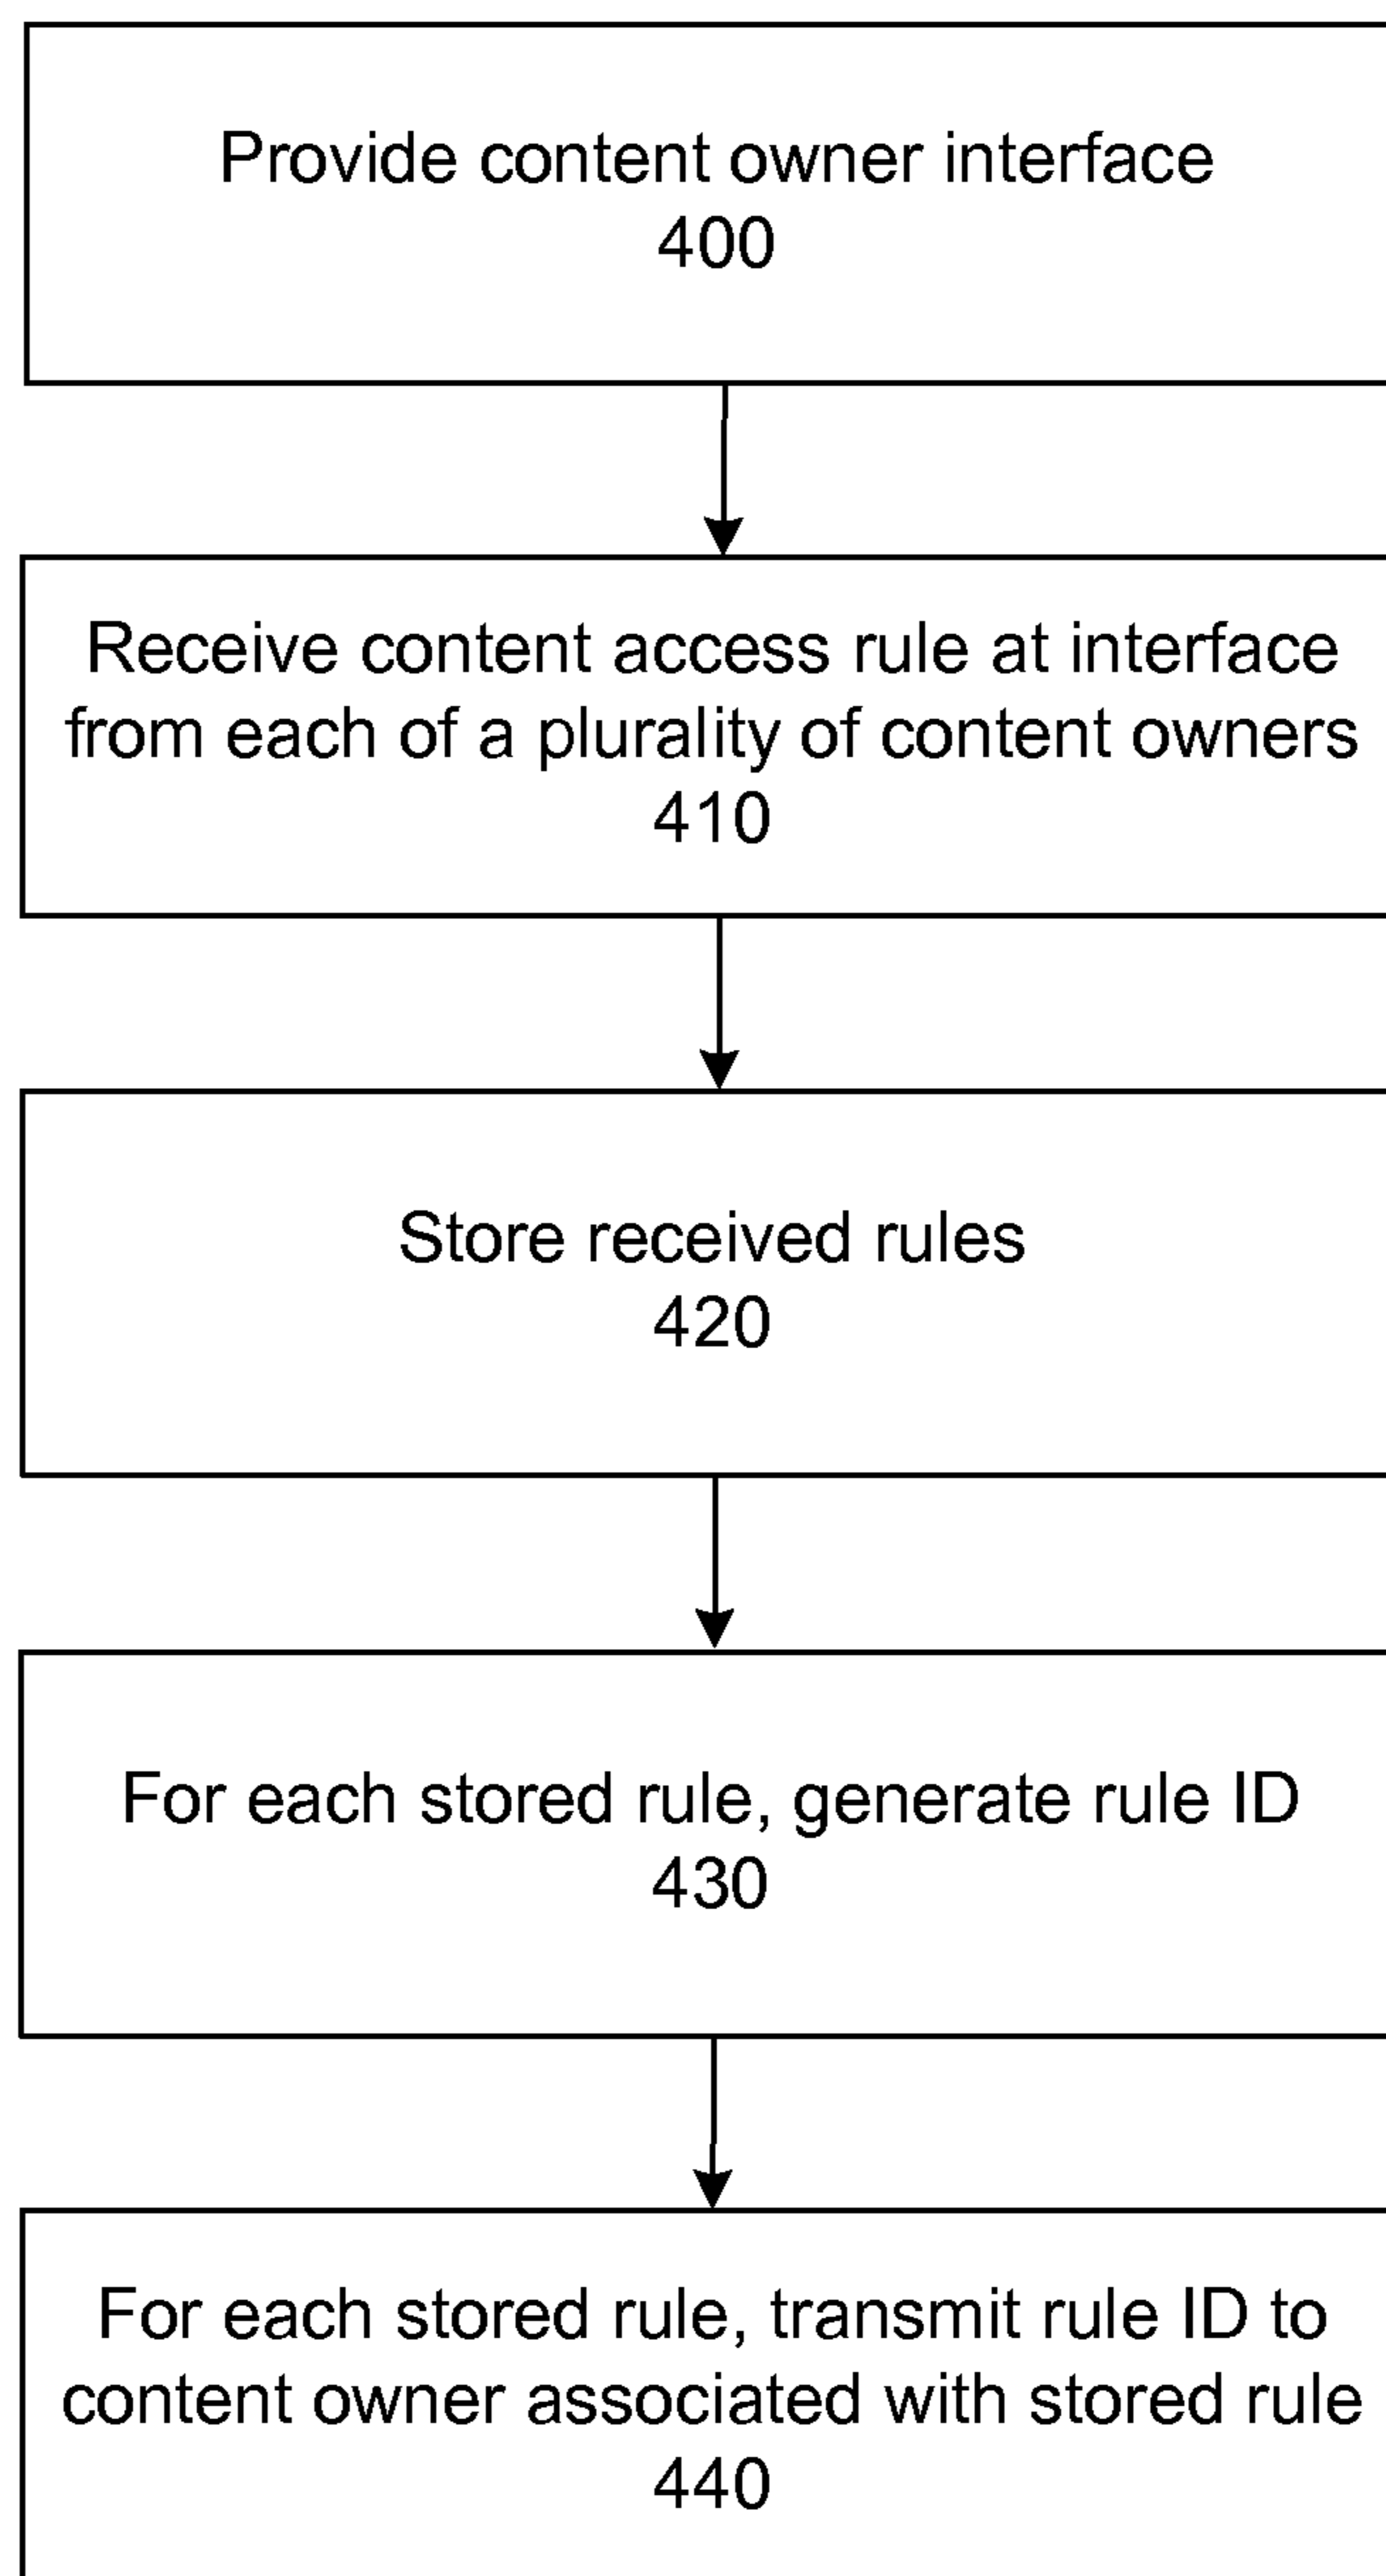 Provide content owner interface
400
Receive content access rule at interface
from each of a plurality of content owners
410
Store received rules
420
For each stored rule, generate rule ID
430
For each stored rule, transmit rule ID to
content owner associated with stored rule
440